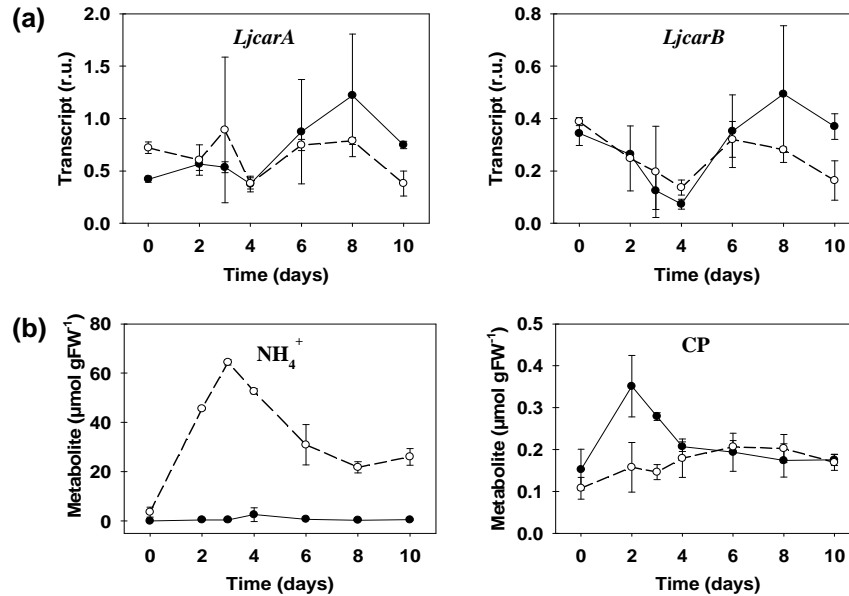 (a)
LjcarA
Transcript (r.u.)
2.0
1.5
1.0
0.5
0.0
0 2 4 6 8 10
Time (days)
LjcarB
Transcript (r.u.)
0.8
0.6
0.4
0.2
0.0
0 2 4 6 8 10
Time (days)
(b)
NH₄⁺
Metabolite (µmol gFW⁻¹)
80
60
40
20
0
0 2 4 6 8 10
Time (days)
CP
Metabolite (µmol gFW⁻¹)
0.5
0.4
0.3
0.2
0.1
0.0
0 2 4 6 8 10
Time (days)